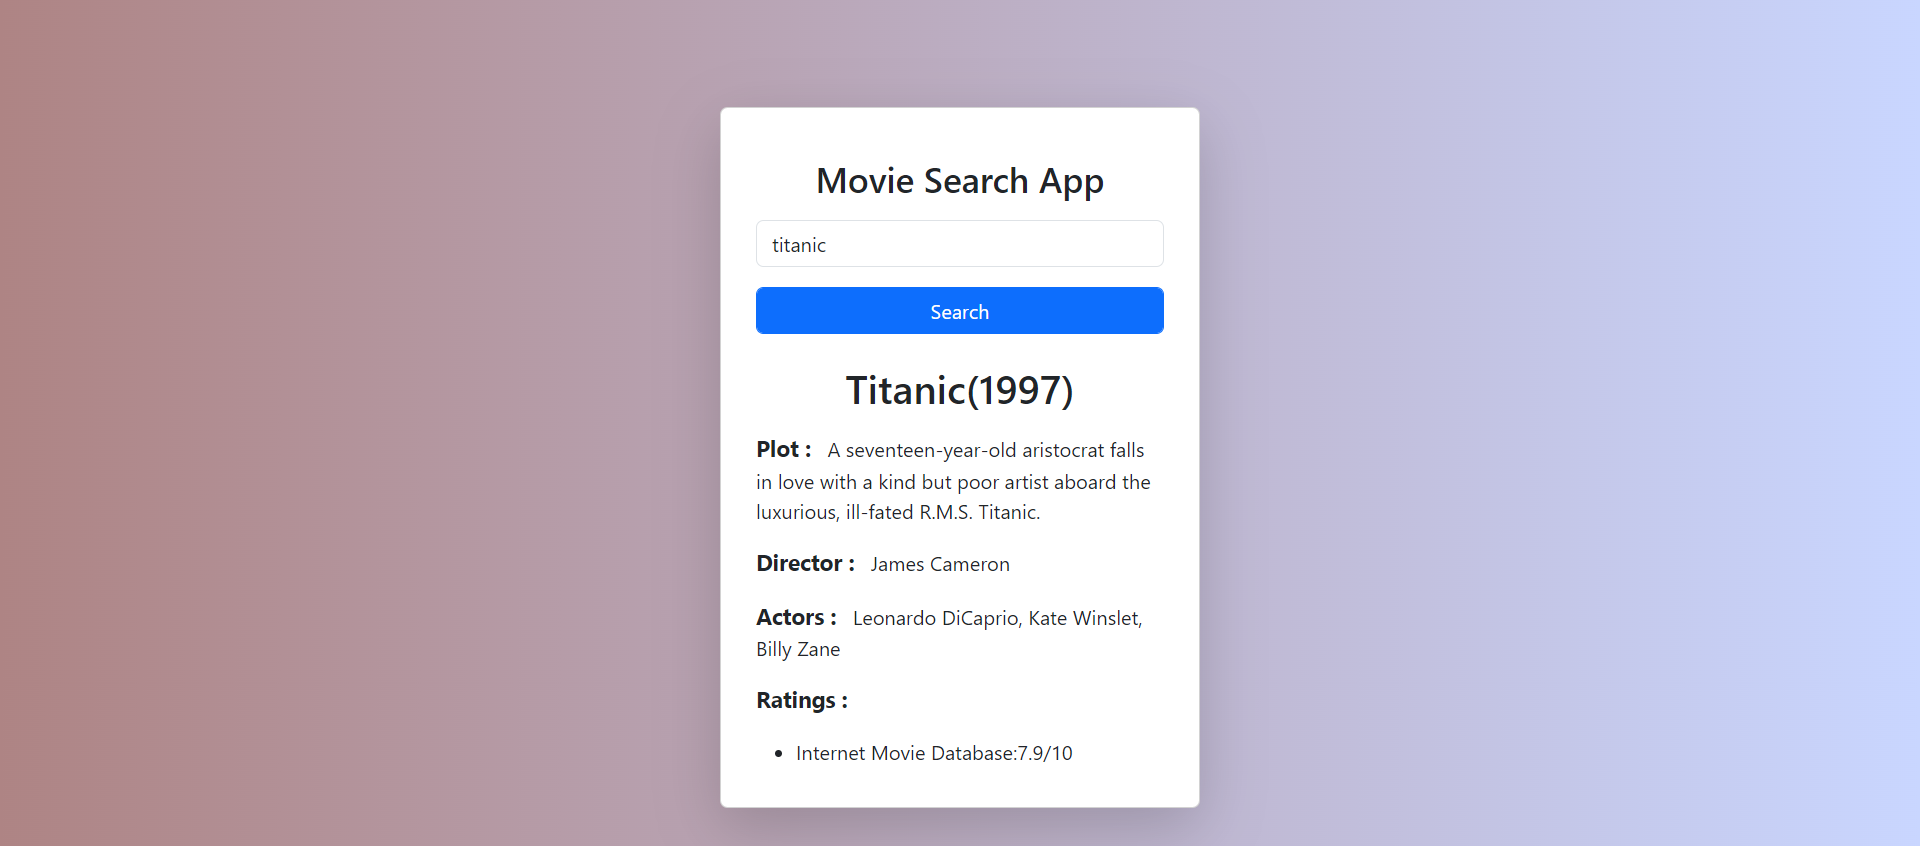 Movie Search App
titanic
Search
Titanic(1997)
Plot : A seventeen-year-old aristocrat falls
in love with a kind but poor artist aboard the
luxurious, ill-fated R.M.S. Titanic.
Director : James Cameron
Actors : Leonardo DiCaprio, Kate Winslet,
Billy Zane
Ratings :
• Internet Movie Database:7.9/10